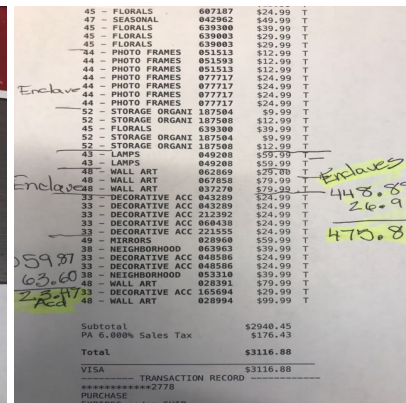 45 - FLORALS 607187 $24.99 T
47 - SEASONAL 042962 $49.99 T
45 - FLORALS 639300 $39.99 T
45 - FLORALS 639003 $29.99 T
45 - FLORALS 639003 $29.99 T
44 - PHOTO FRAMES 051513 $12.99 T
44 - PHOTO FRAMES 051593 $12.99 T
44 - PHOTO FRAMES 051513 $12.99 T
44 - PHOTO FRAMES 077717 $24.99 T
Enclave
44 - PHOTO FRAMES 077717 $24.99 T
44 - PHOTO FRAMES 077717 $24.99 T
44 - PHOTO FRAMES 077717 $24.99 T
52 - STORAGE ORGANI 187504 $9.99 T
52 - STORAGE ORGANI 187508 $12.99 T
45 - FLORALS 639300 $39.99 T
52 - STORAGE ORGANI 187504 $9.99 T
52 - STORAGE ORGANI 187508 $12.99 T
43 - LAMPS 049208 $59.99 T
43 - LAMPS 049208 $59.99 T
Enclaves
48 - WALL ART 062869 $29.00 T
48 - WALL ART 067858 $79.99 T
Enclave
48 - WALL ART 037270 $79.99 T
448.89
33 - DECORATIVE ACC 043289 $24.99 T
33 - DECORATIVE ACC 043289 $24.99 T
26.9
33 - DECORATIVE ACC 212392 $24.99 T
33 - DECORATIVE ACC 060438 $24.99 T
33 - DECORATIVE ACC 221555 $24.99 T
475.8
49 - MIRRORS 028960 $59.99 T
38 - NEIGHBORHOOD 063963 $39.99 T
059.87
33 - DECORATIVE ACC 048586 $24.99 T
33 - DECORATIVE ACC 048586 $24.99 T
63.60
38 - NEIGHBORHOOD 053310 $39.99 T
48 - WALL ART 028391 $79.99 T
23.47
33 - DECORATIVE ACC 165694 $29.99 T
Acd
48 - WALL ART 028994 $99.99 T
Subtotal $2940.45
PA 6.000% Sales Tax $176.43
Total $3116.88
VISA $3116.88
TRANSACTION RECORD
************2778
PURCHASE